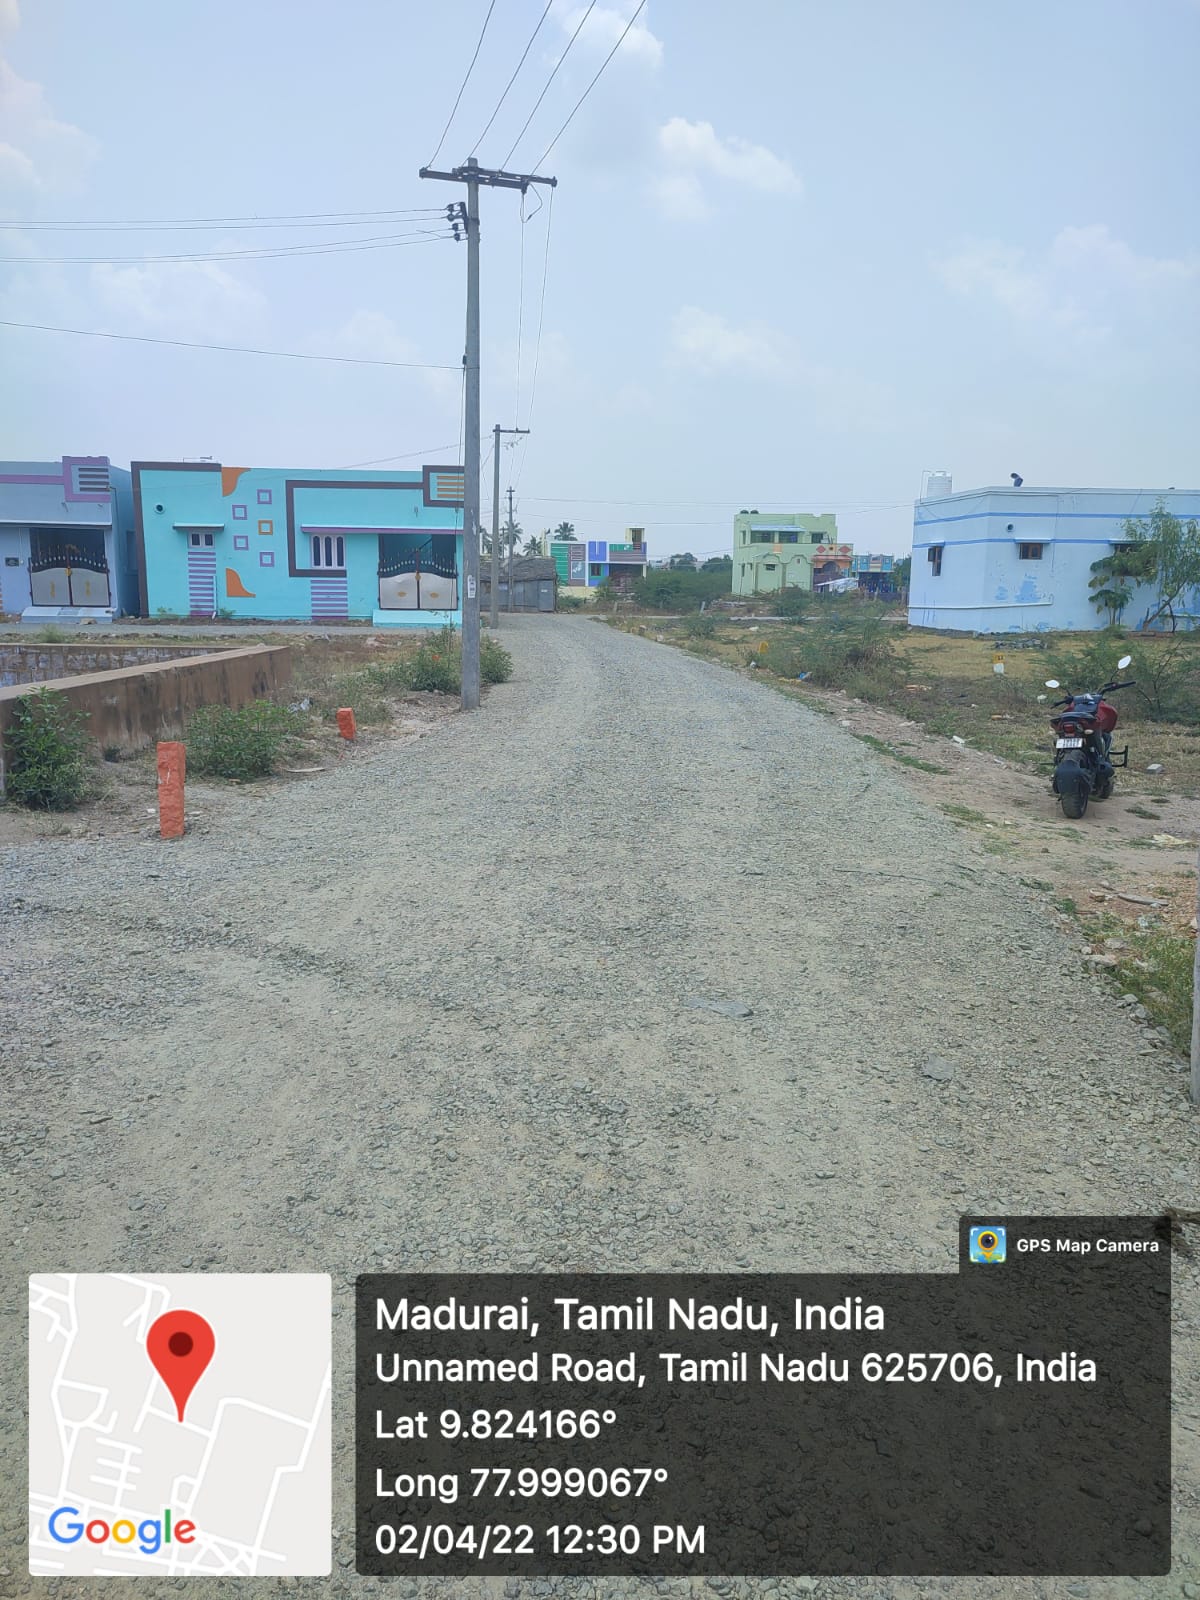 GPS Map Camera
Madurai, Tamil Nadu, India
Unnamed Road, Tamil Nadu 625706, India
Lat 9.824166°
Long 77.999067°
02/04/22 12:30 PM
Google